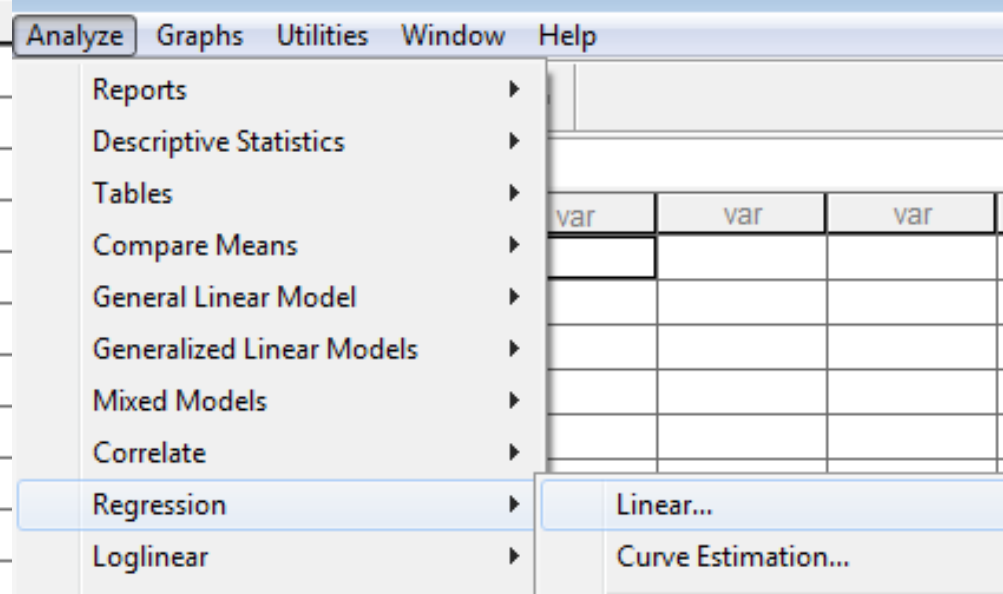 Analyze Graphs Utilities Window Help
Reports
Descriptive Statistics
Tables
var var var
Compare Means
General Linear Model
Generalized Linear Models
Mixed Models
Correlate
Regression
Linear...
Loglinear
Curve Estimation...